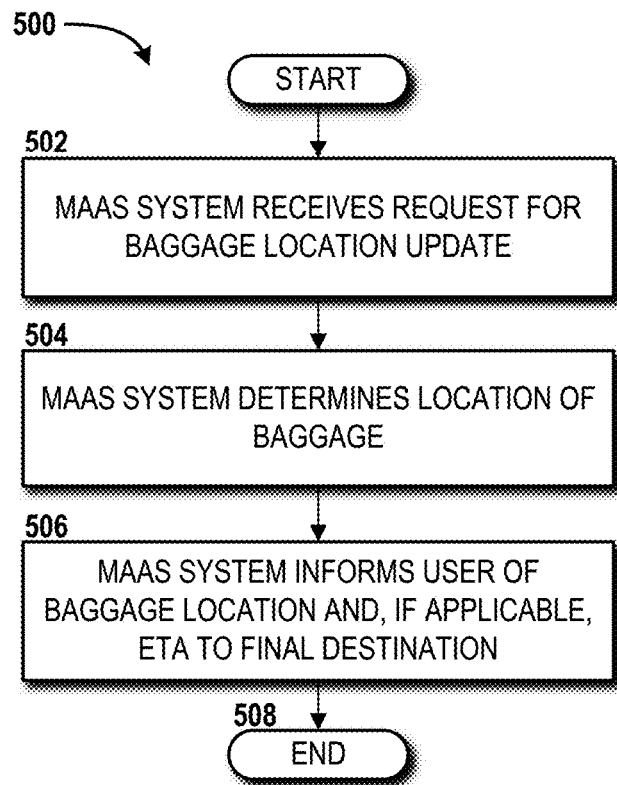 500
START
502
MAAS SYSTEM RECEIVES REQUEST FOR
BAGGAGE LOCATION UPDATE
504
MAAS SYSTEM DETERMINES LOCATION OF
BAGGAGE
506
MAAS SYSTEM INFORMS USER OF
BAGGAGE LOCATION AND, IF APPLICABLE,
ETA TO FINAL DESTINATION
508
END